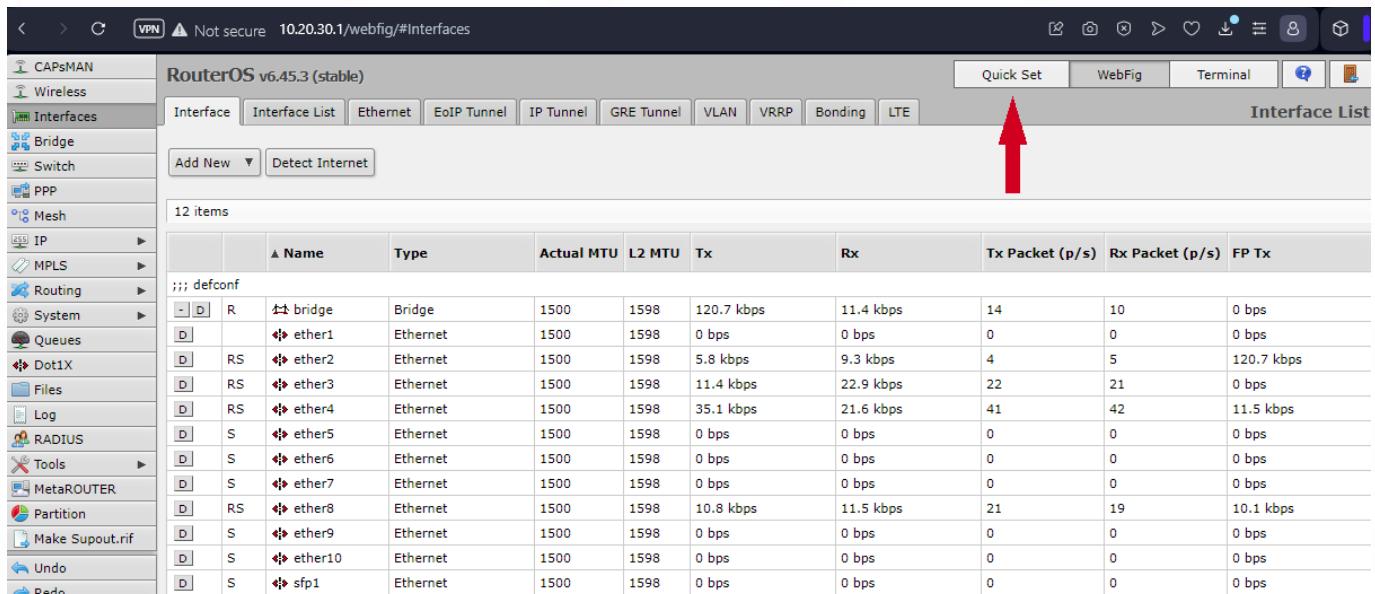 VPN Not secure 10.20.30.1/webfig/#Interfaces
CAPsMAN
Wireless
Interfaces
Bridge
Switch
PPP
Mesh
IP
MPLS
Routing
System
Queues
Dot1X
Files
Log
RADIUS
Tools
MetaROUTER
Partition
Make Supout.rif
Undo
Redo
RouterOS v6.45.3 (stable) Quick Set WebFig Terminal
Interface Interface List Ethernet EoIP Tunnel IP Tunnel GRE Tunnel VLAN VRRP Bonding LTE Interface List
Add New ▼ Detect Internet
12 items
▲ Name Type Actual MTU L2 MTU Tx Rx Tx Packet (p/s) Rx Packet (p/s) FP Tx
;;; defconf
- D R bridge Bridge 1500 1598 120.7 kbps 11.4 kbps 14 10 0 bps
D ether1 Ethernet 1500 1598 0 bps 0 bps 0 0 0 bps
D RS ether2 Ethernet 1500 1598 5.8 kbps 9.3 kbps 4 5 120.7 kbps
D RS ether3 Ethernet 1500 1598 11.4 kbps 22.9 kbps 22 21 0 bps
D RS ether4 Ethernet 1500 1598 35.1 kbps 21.6 kbps 41 42 11.5 kbps
D S ether5 Ethernet 1500 1598 0 bps 0 bps 0 0 0 bps
D S ether6 Ethernet 1500 1598 0 bps 0 bps 0 0 0 bps
D S ether7 Ethernet 1500 1598 0 bps 0 bps 0 0 0 bps
D RS ether8 Ethernet 1500 1598 10.8 kbps 11.5 kbps 21 19 10.1 kbps
D S ether9 Ethernet 1500 1598 0 bps 0 bps 0 0 0 bps
D S ether10 Ethernet 1500 1598 0 bps 0 bps 0 0 0 bps
D S sfp1 Ethernet 1500 1598 0 bps 0 bps 0 0 0 bps